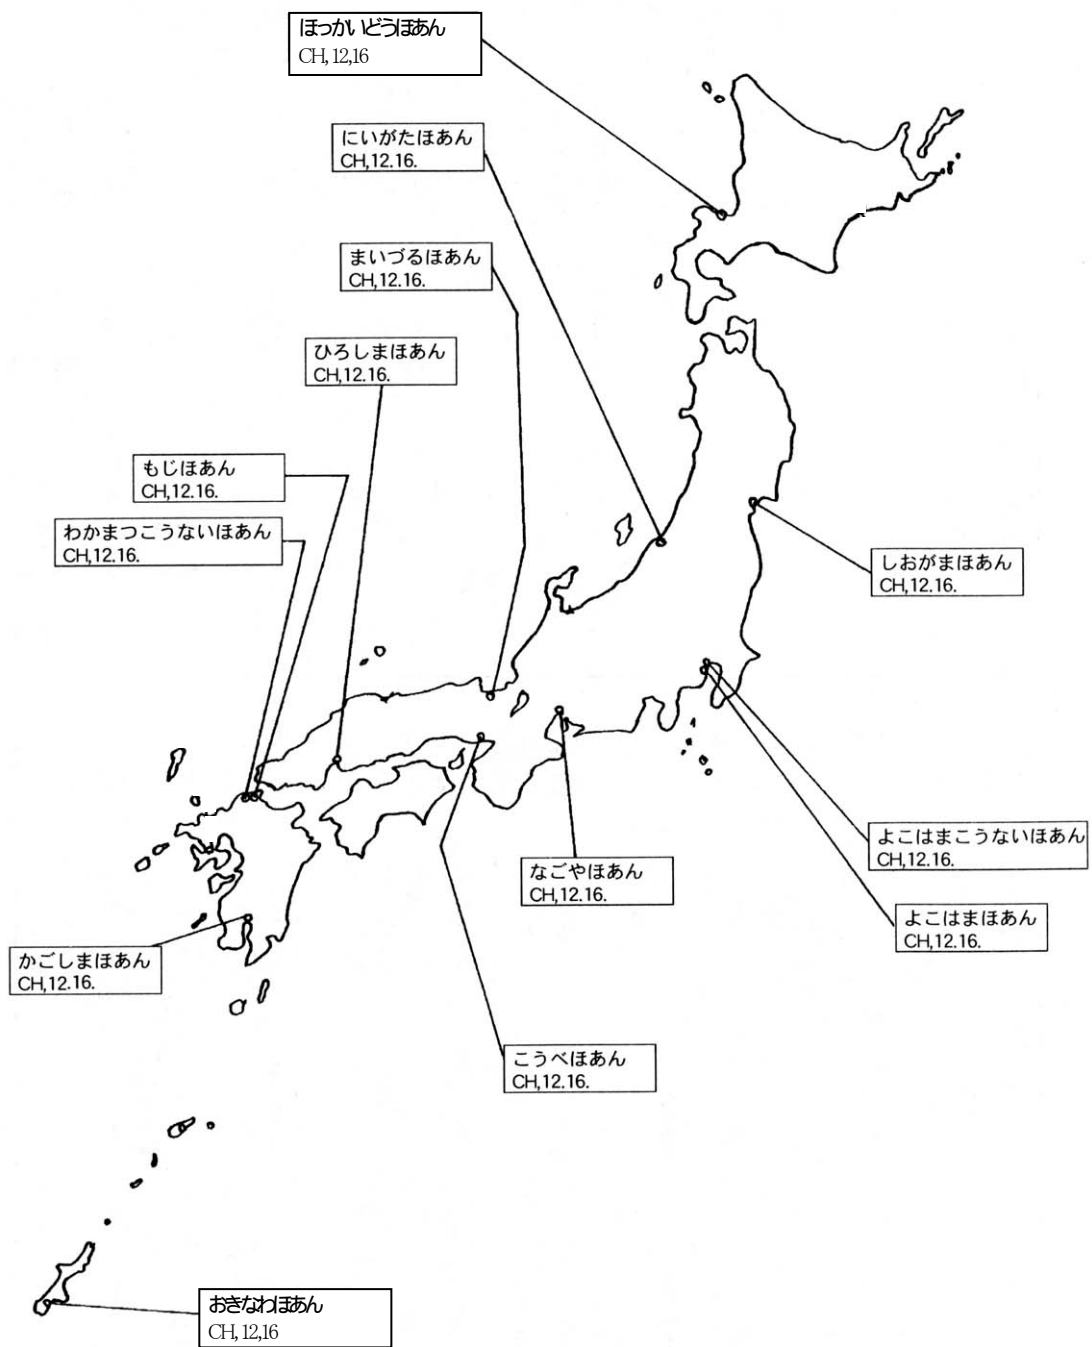 ほっかいどうほあん
CH, 12,16
にいがたほあん
CH,12.16.
まいづるほあん
CH,12.16.
ひろしまほあん
CH,12.16.
もじほあん
CH,12.16.
わかまつこうないほあん
CH,12.16.
しおがまほあん
CH,12.16.
よこはまこうないほあん
CH,12.16.
なごやほあん
CH,12.16.
よこはまほあん
CH,12.16.
かごしまほあん
CH,12.16.
こうべほあん
CH,12.16.
おきなわほあん
CH, 12,16